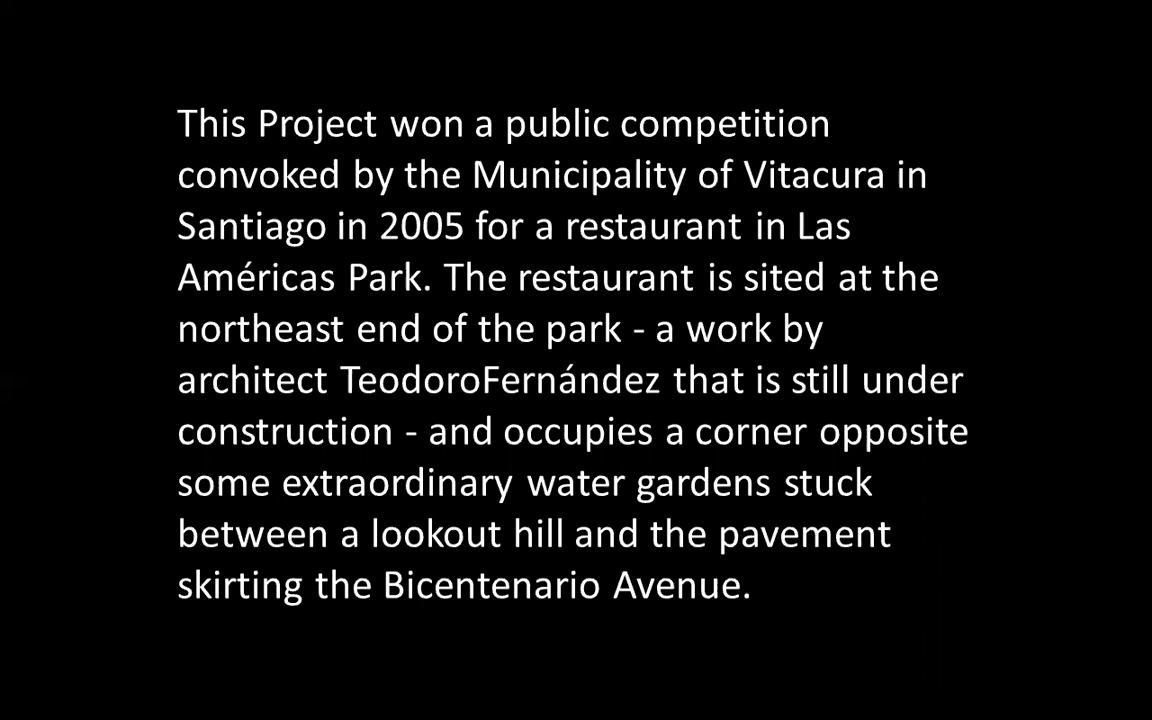 This Project won a public competition
convoked by the Municipality of Vitacura in
Santiago in 2005 for a restaurant in Las
Américas Park. The restaurant is sited at the
northeast end of the park - a work by
architect TeodoroFernández that is still under
construction - and occupies a corner opposite
some extraordinary water gardens stuck
between a lookout hill and the pavement
skirting the Bicentenario Avenue.